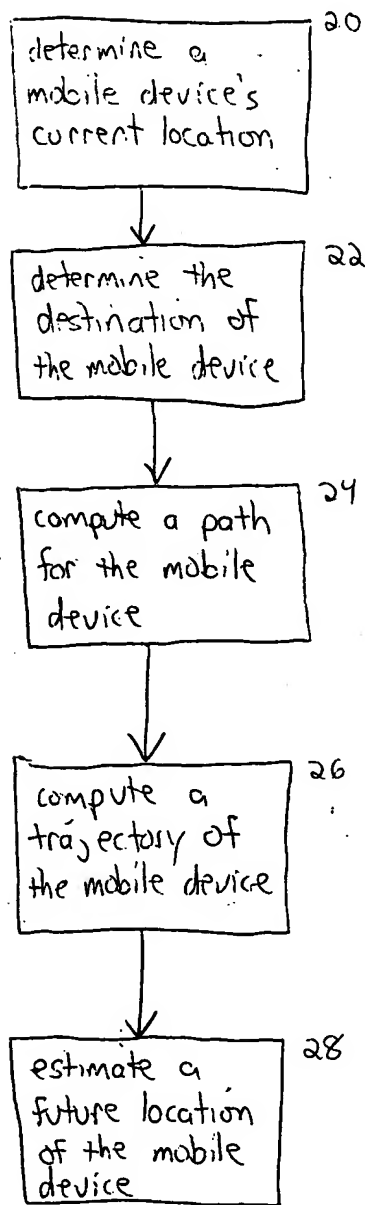 20
determine a
mobile device's
current location
22
determine the
destination of
the mobile device
24
compute a path
for the mobile
device
26
compute a
trajectory of
the mobile device
28
estimate a
future location
of the mobile
device